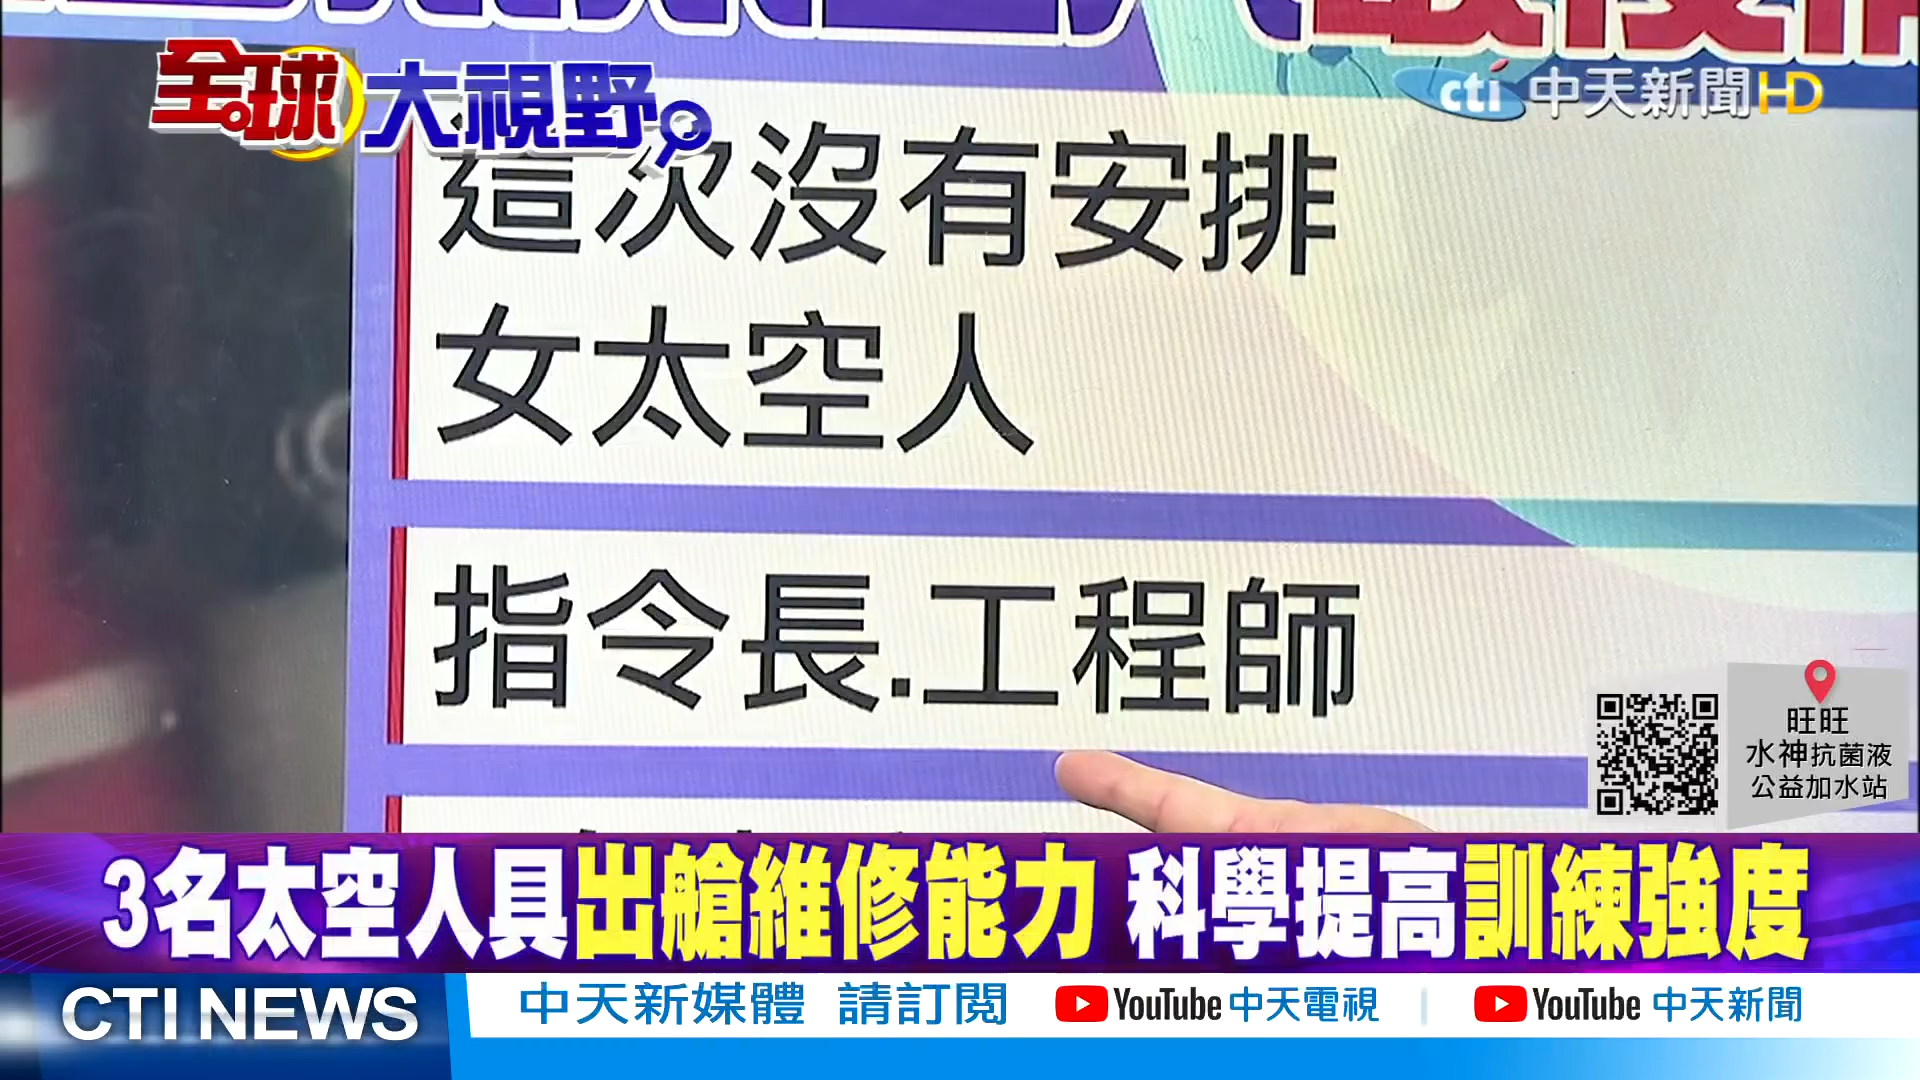 全球大視野
cti 中天新聞HD
這次沒有安排
女太空人
指令長.工程師
旺旺
水神抗菌液
公益加水站
3名太空人具出艙維修能力 科學提高訓練強度
CTI NEWS
中天新媒體 請訂閱
YouTube 中天電視 | YouTube 中天新聞